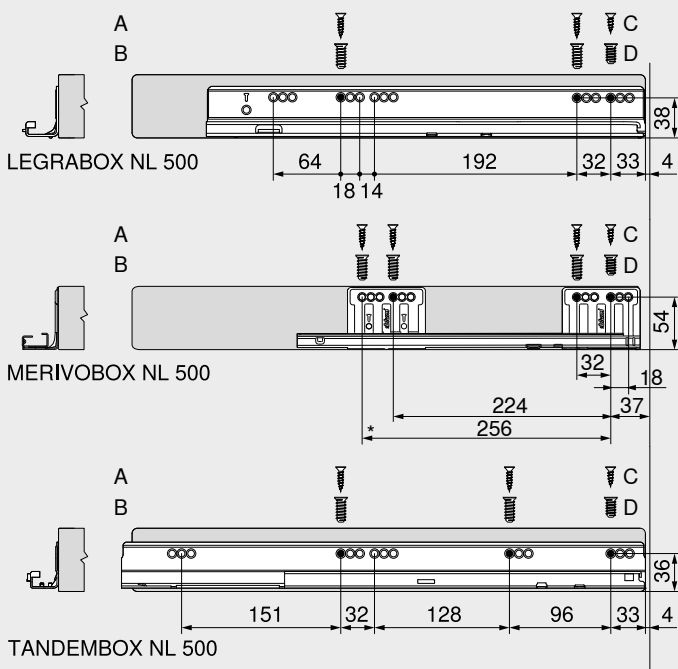 A C
B D
38
LEGRABOX NL 500
64 192 32 33 4
18 14
A C
B D
54
MERIVOBOX NL 500
32
18
224 37
* 256
A C
B D
36
151 32 128 96 33 4
TANDEMBOX NL 500